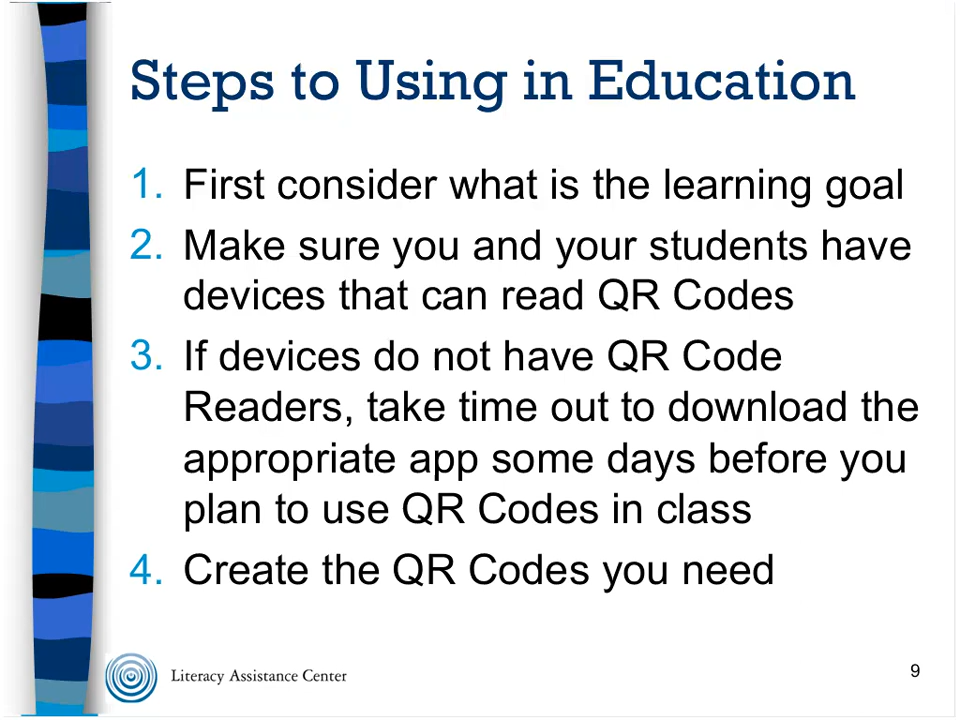 Steps to Using in Education
1. First consider what is the learning goal
2. Make sure you and your students have
devices that can read QR Codes
3. If devices do not have QR Code
Readers, take time out to download the
appropriate app some days before you
plan to use QR Codes in class
4. Create the QR Codes you need
Literacy Assistance Center
9